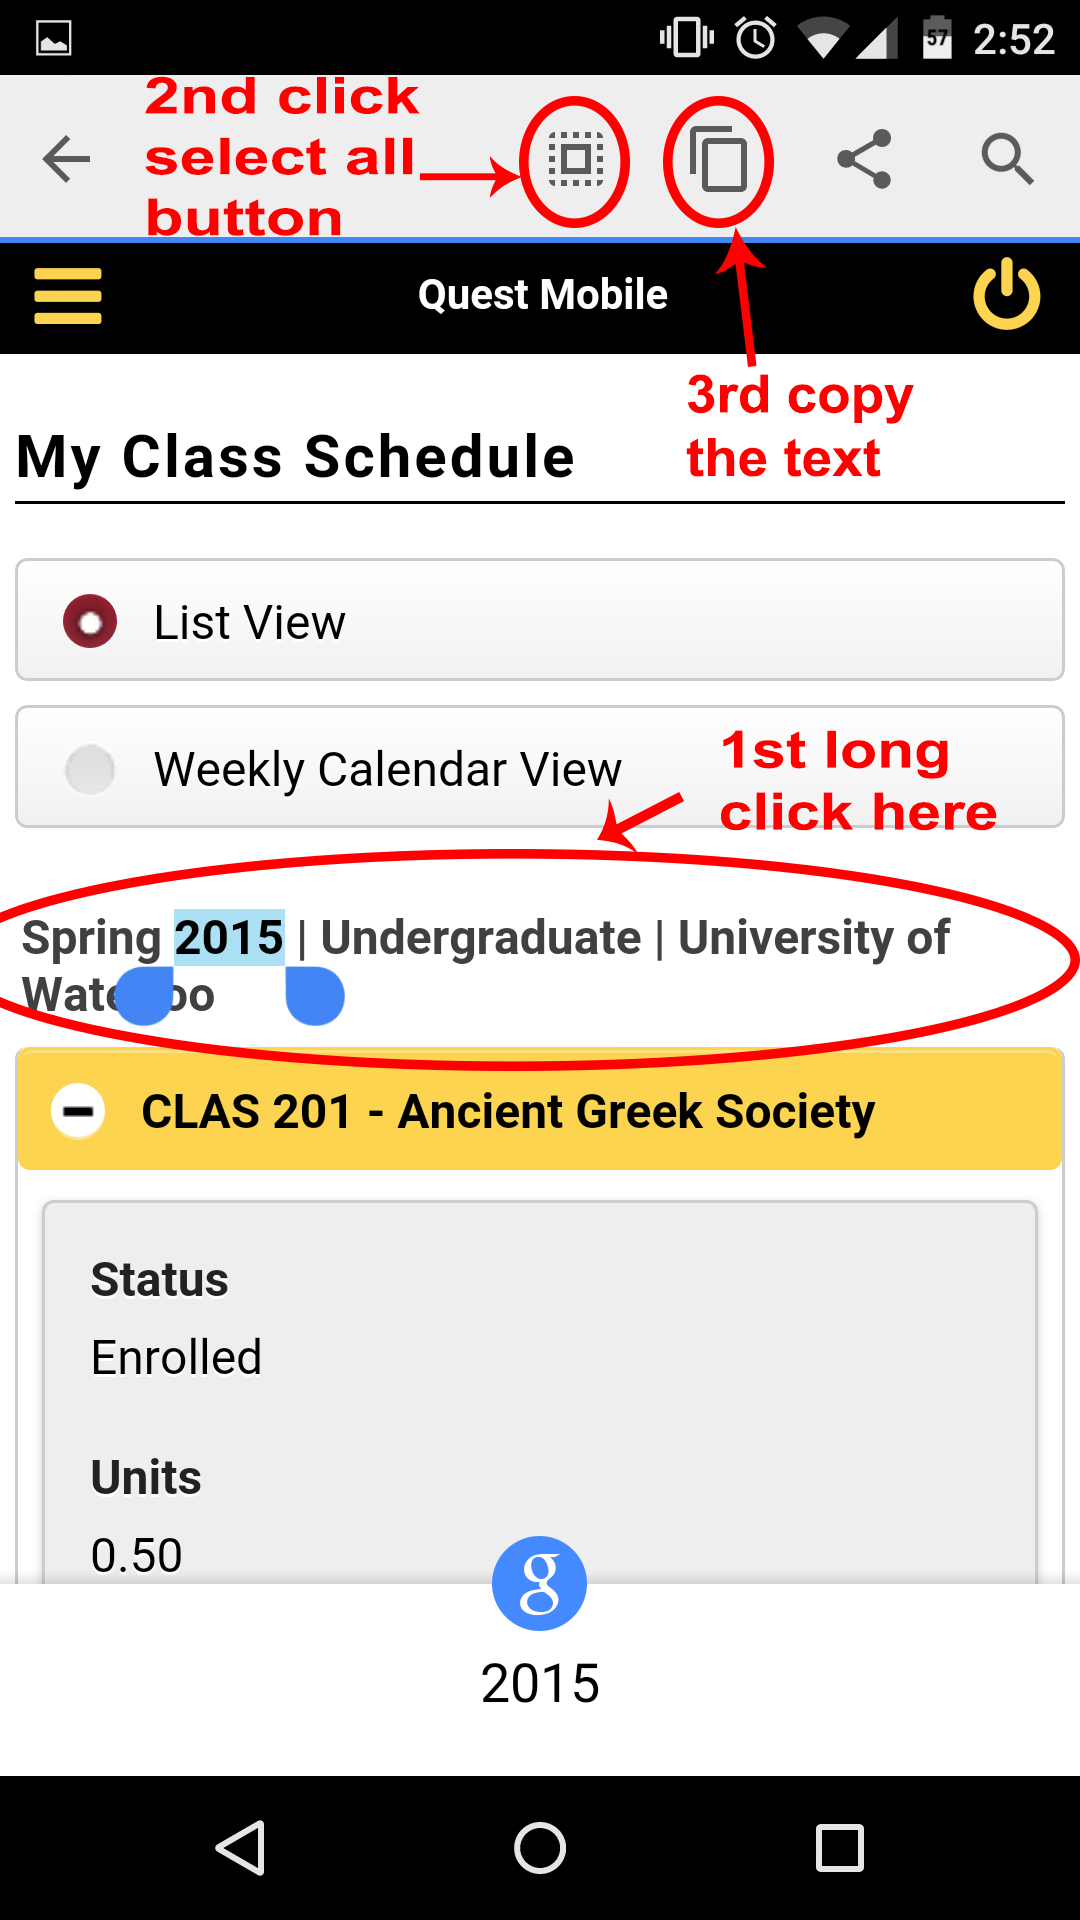 57 2:52
2nd click
select all
button
Quest Mobile
3rd copy
the text
My Class Schedule
List View
Weekly Calendar View
1st long
click here
Spring 2015 | Undergraduate | University of
Waterloo
CLAS 201 - Ancient Greek Society
Status
Enrolled
Units
0.50
g
2015